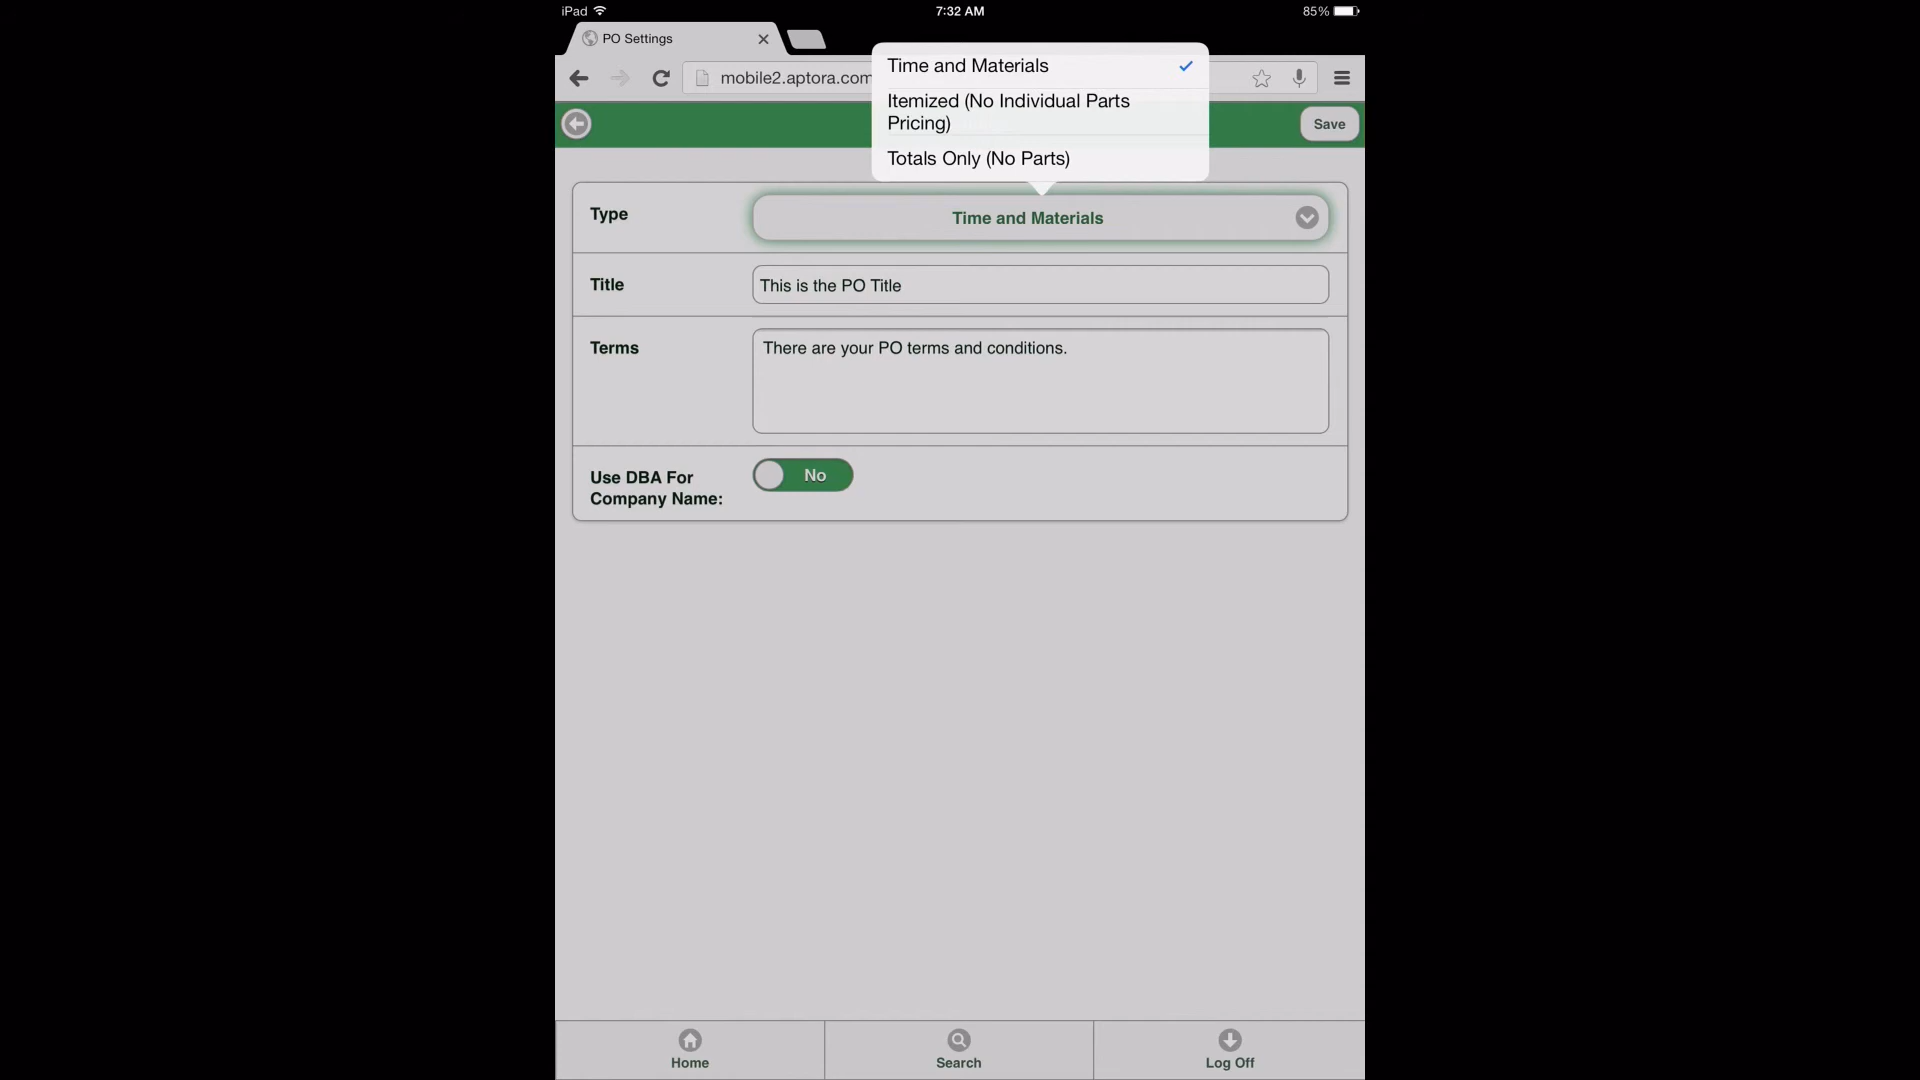 iPad
7:32 AM
85%
PO Settings
mobile2.aptora.com
Time and Materials
Itemized (No Individual Parts
Pricing)
Totals Only (No Parts)
Save
Type
Time and Materials
Title
This is the PO Title
Terms
There are your PO terms and conditions.
Use DBA For
Company Name:
No
Home
Search
Log Off